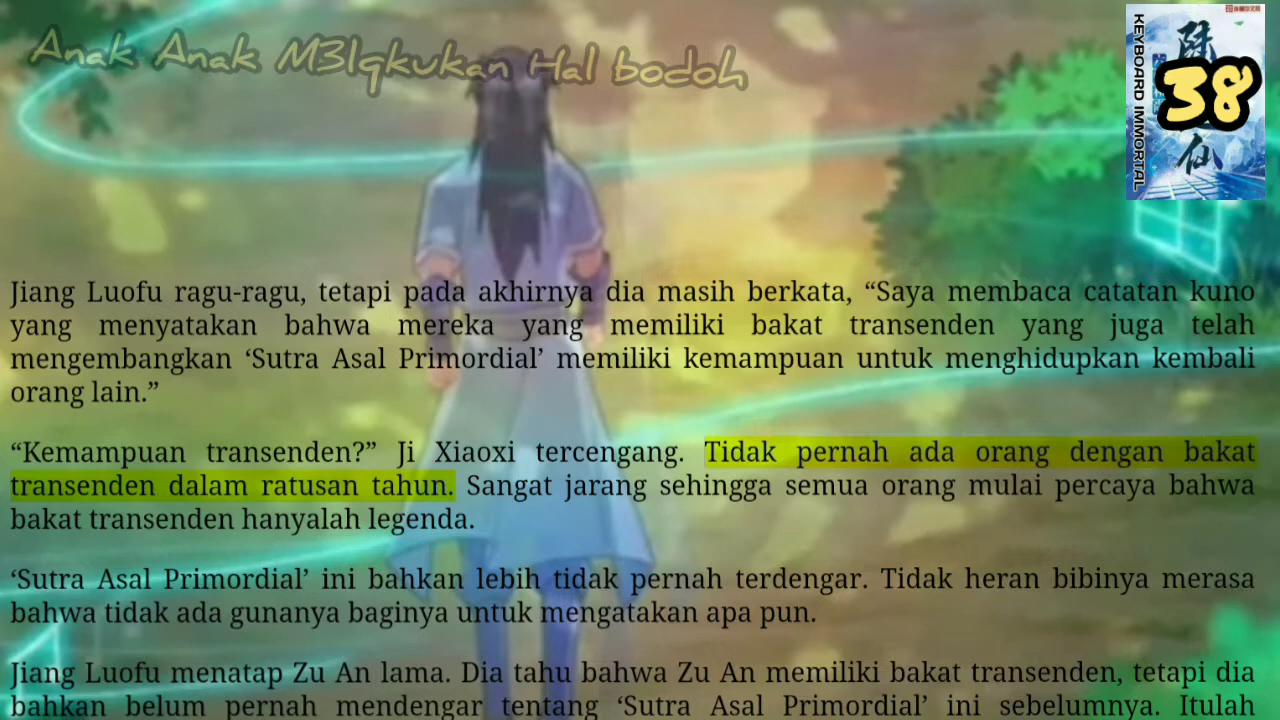 Anak Anak M3lqkukan Hal bodoh
KEYBOARD IMMORTAL
38
仙
Jiang Luofu ragu-ragu, tetapi pada akhirnya dia masih berkata, “Saya membaca catatan kuno
yang menyatakan bahwa mereka yang memiliki bakat transenden yang juga telah
mengembangkan ‘Sutra Asal Primordial’ memiliki kemampuan untuk menghidupkan kembali
orang lain.”
“Kemampuan transenden?” Ji Xiaoxi tercengang. Tidak pernah ada orang dengan bakat
transenden dalam ratusan tahun. Sangat jarang sehingga semua orang mulai percaya bahwa
bakat transenden hanyalah legenda.
‘Sutra Asal Primordial’ ini bahkan lebih tidak pernah terdengar. Tidak heran bibinya merasa
bahwa tidak ada gunanya baginya untuk mengatakan apa pun.
Jiang Luofu menatap Zu An lama. Dia tahu bahwa Zu An memiliki bakat transenden, tetapi dia
bahkan belum pernah mendengar tentang ‘Sutra Asal Primordial’ ini sebelumnya. Itulah